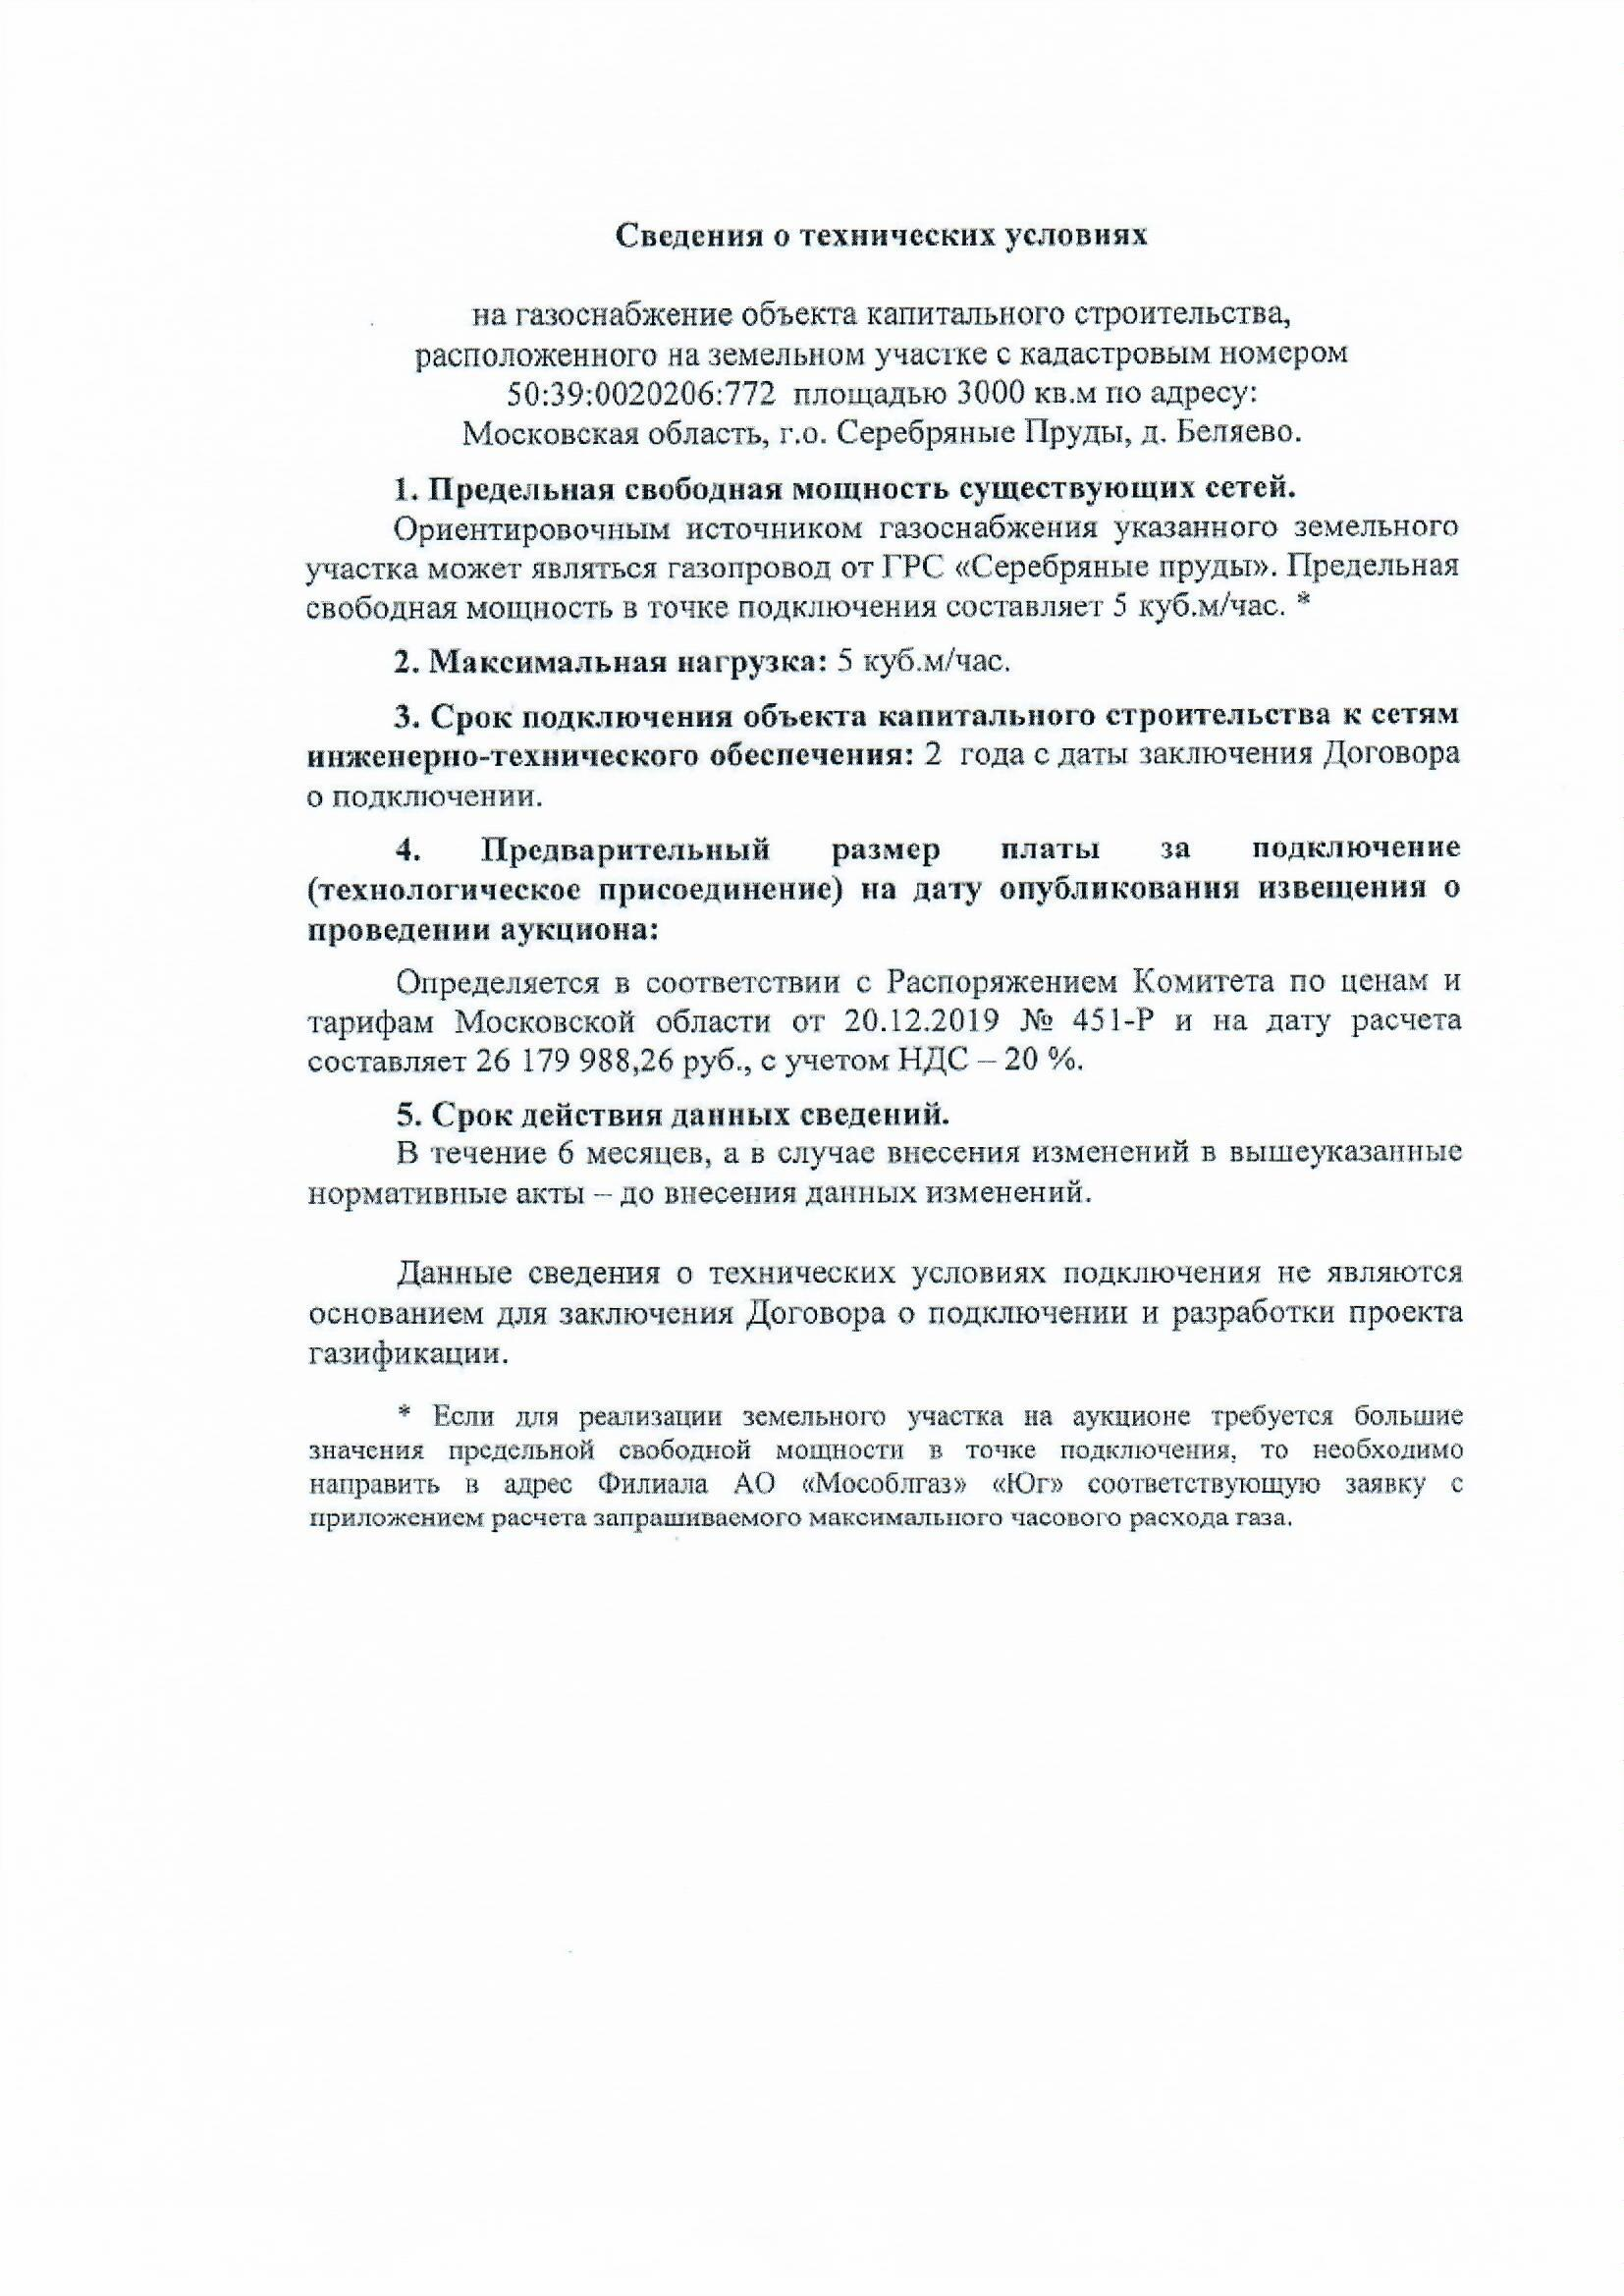 Сведения о технических условиях
на газоснабжение объекта капитального строительства,
расположенного на земельном участке с кадастровым номером
50:39:0020206:772 площадью 3000 кв.м по адресу:
Московская область, г.о. Серебряные Пруды, д. Беляево.
1. Предельная свободная мощность существующих сетей.
Ориентировочным источником газоснабжения указанного земельного
участка может являться газопровод от ГРС «Серебряные пруды». Предельная
свободная мощность в точке подключения составляет 5 куб.м/час. *
2. Максимальная нагрузка: 5 куб.м/час.
3. Срок подключения объекта капитального строительства к сетям
инженерно-технического обеспечения: 2 года с даты заключения Договора
о подключении.
4. Предварительный размер платы за подключение
(технологическое присоединение) на дату опубликования извещения о
проведении аукциона:
Определяется в соответствии с Распоряжением Комитета по ценам и
тарифам Московской области от 20.12.2019 № 451-Р и на дату расчета
составляет 26 179 988,26 руб., с учетом НДС – 20 %.
5. Срок действия данных сведений.
В течение 6 месяцев, а в случае внесения изменений в вышеуказанные
нормативные акты – до внесения данных изменений.
Данные сведения о технических условиях подключения не являются
основанием для заключения Договора о подключении и разработки проекта
газификации.
* Если для реализации земельного участка на аукционе требуется большие
значения предельной свободной мощности в точке подключения, то необходимо
направить в адрес Филиала АО «Мособлгаз» «Юг» соответствующую заявку с
приложением расчета запрашиваемого максимального часового расхода газа.